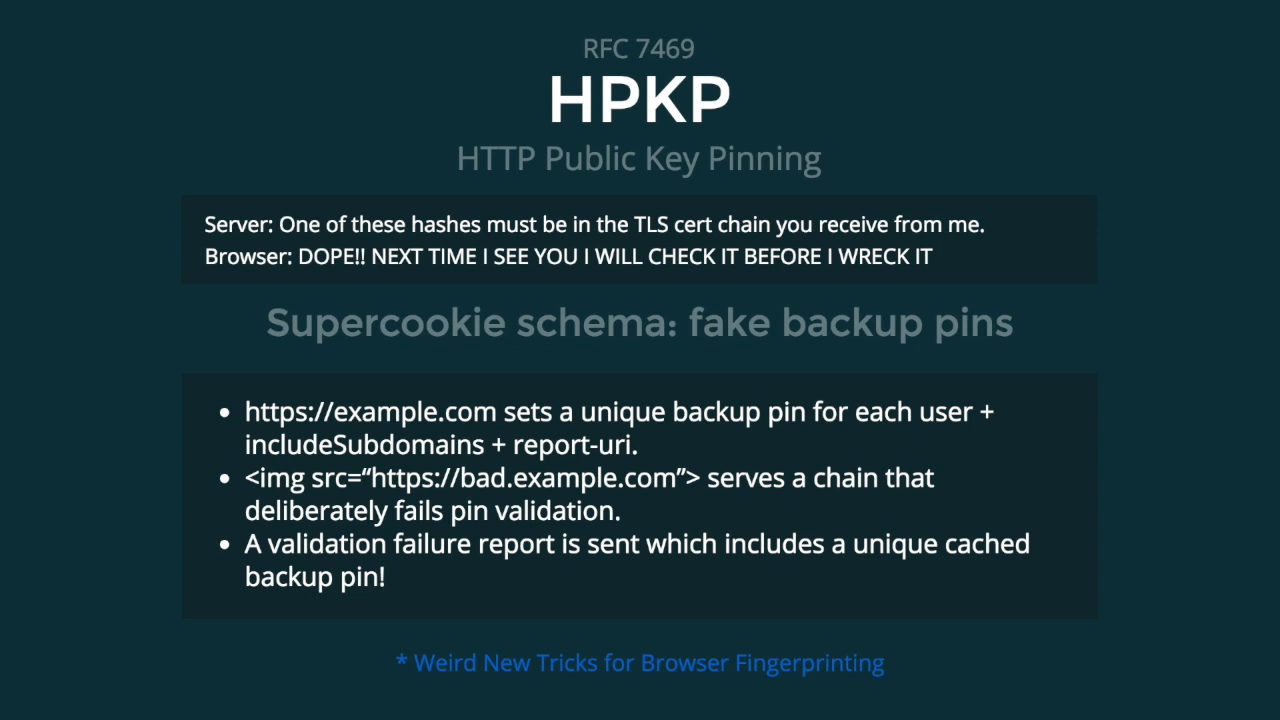 RFC 7469
HPKP
HTTP Public Key Pinning
Server: One of these hashes must be in the TLS cert chain you receive from me.
Browser: DOPE!! NEXT TIME I SEE YOU I WILL CHECK IT BEFORE I WRECK IT
Supercookie schema: fake backup pins
• https://example.com sets a unique backup pin for each user +
includeSubdomains + report-uri.
• <img src=“https://bad.example.com”> serves a chain that
deliberately fails pin validation.
• A validation failure report is sent which includes a unique cached
backup pin!
* Weird New Tricks for Browser Fingerprinting